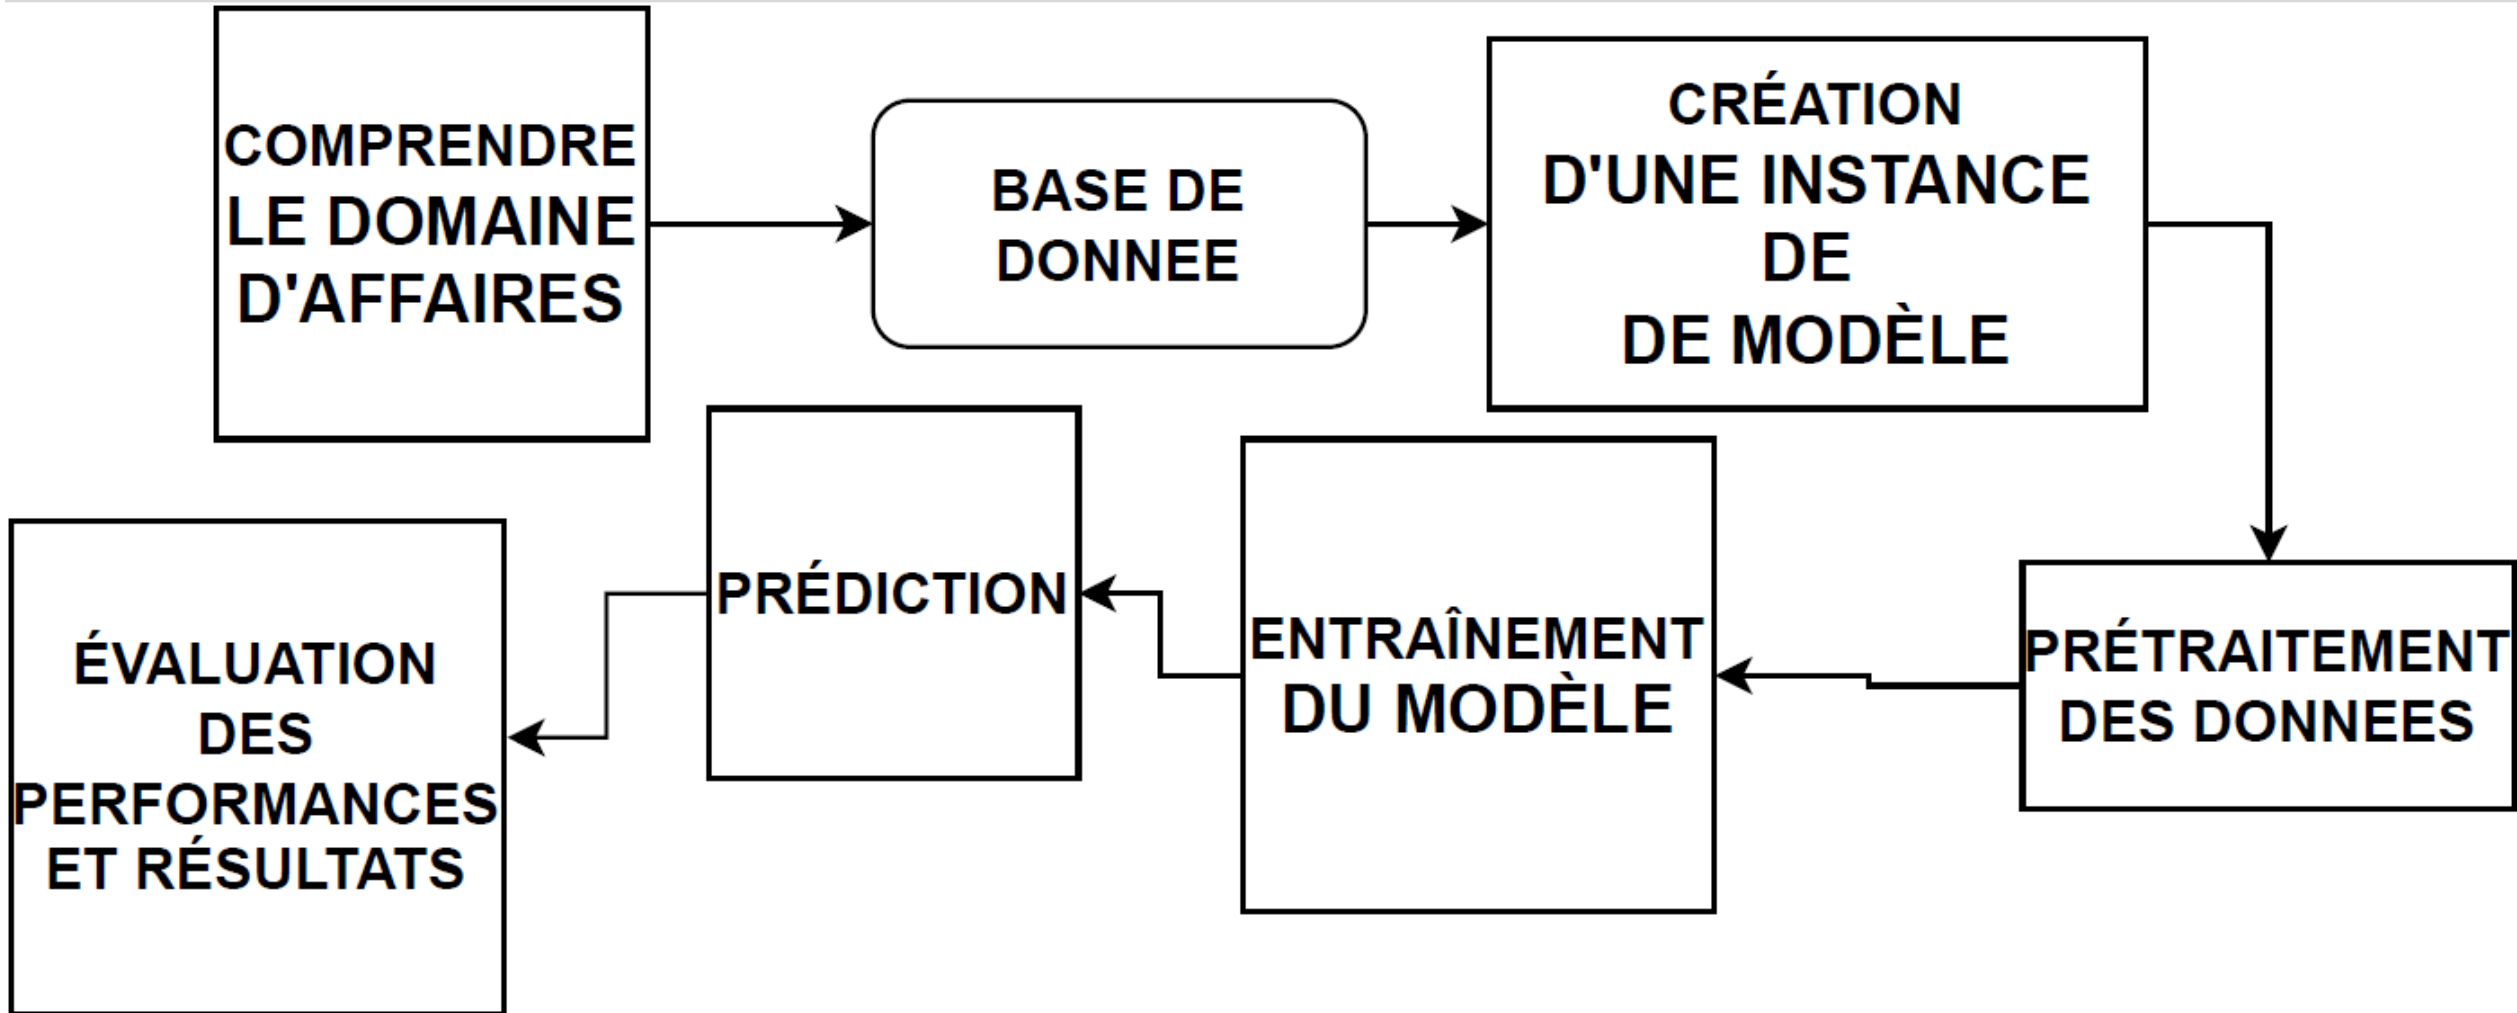 COMPRENDRE
LE DOMAINE
D'AFFAIRES
BASE DE
DONNEE
CRÉATION
D'UNE INSTANCE
DE
DE MODÈLE
PRÉTRAITEMENT
DES DONNEES
ENTRAÎNEMENT
DU MODÈLE
PRÉDICTION
ÉVALUATION
DES
PERFORMANCES
ET RÉSULTATS